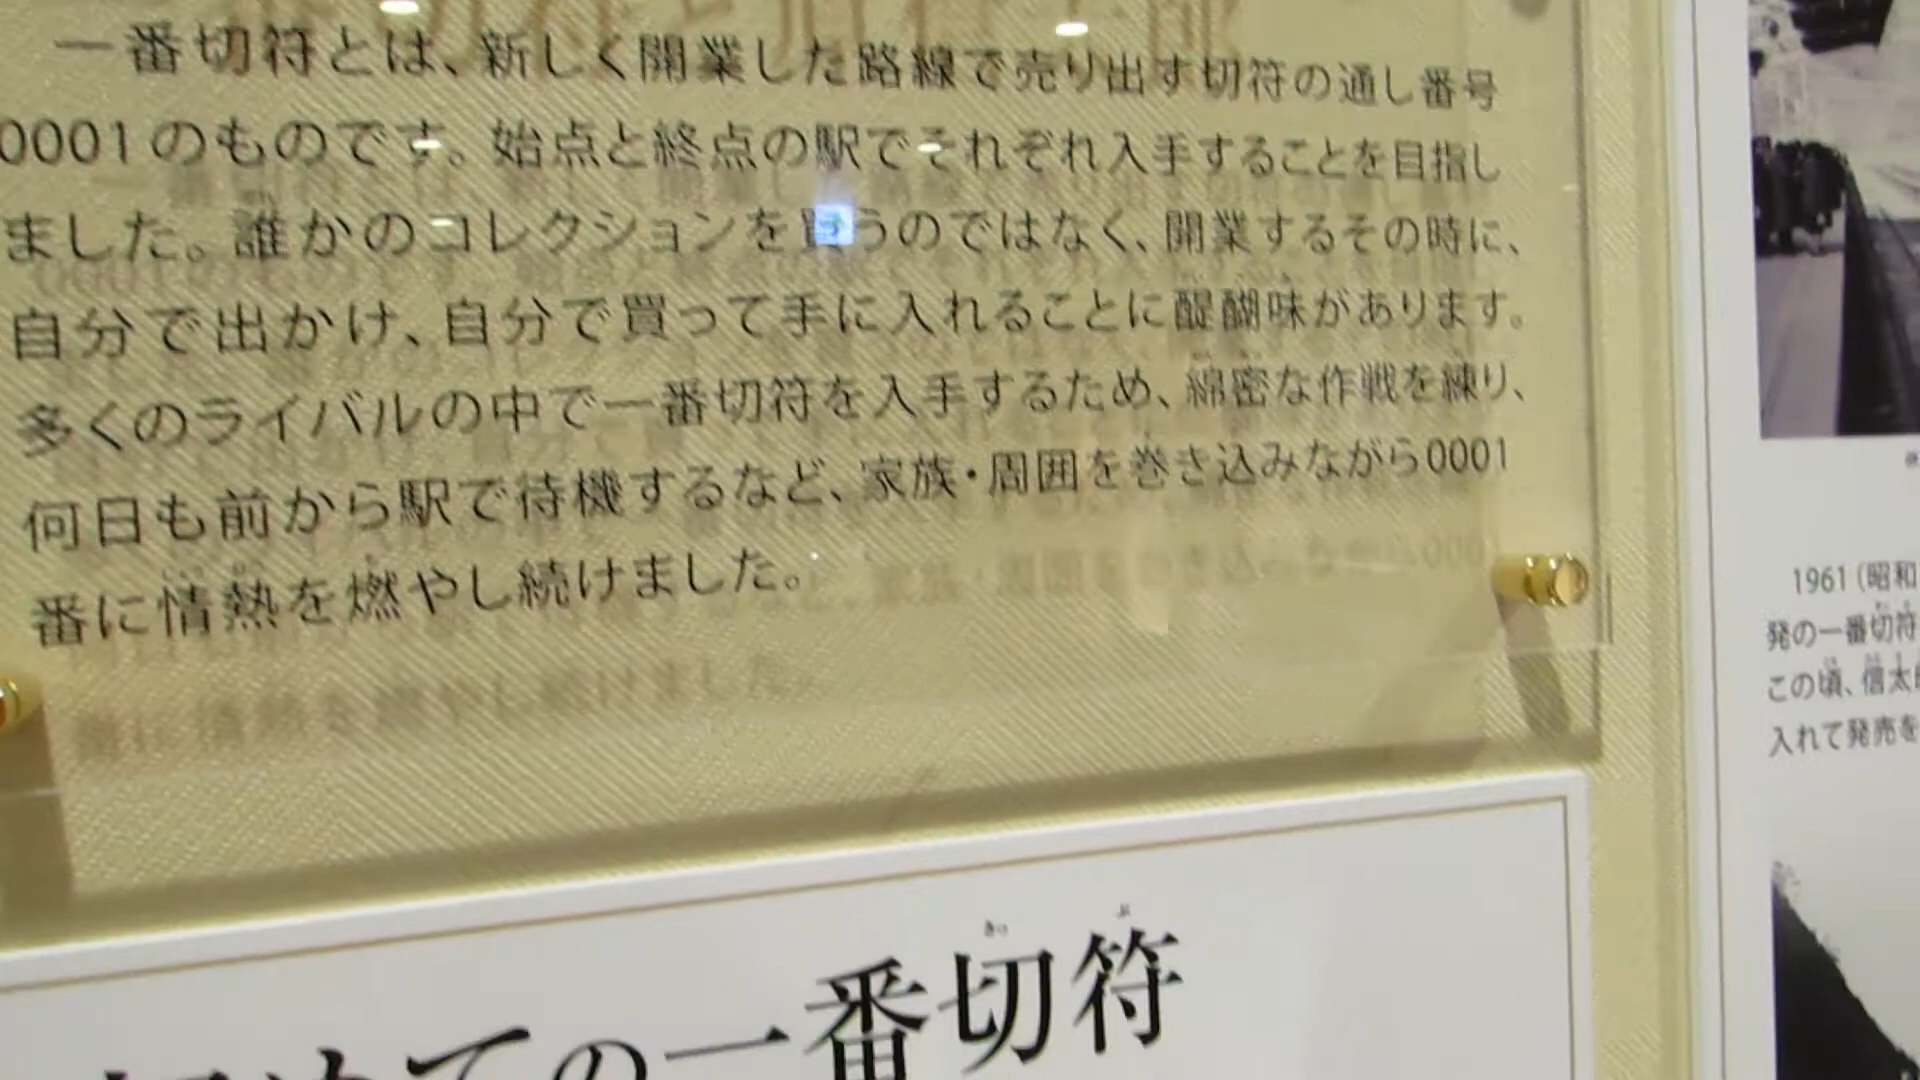 一番切符とは、新しく開業した路線で売り出す切符の通し番号
0001のものです。始点と終点の駅でそれぞれ入手することを目指し
ました。誰かのコレクションを買うのではなく、開業するその時に、
自分で出かけ、自分で買って手に入れることに醍醐味があります。
多くのライバルの中で一番切符を入手するため、綿密な作戦を練り、
何日も前から駅で待機するなど、家族・周囲を巻き込みながら0001
番に情熱を燃やし続けました。
きっ ぷ
ての一番切符
1961(昭和
発の一番切符
この頃、信太
入れて発売を